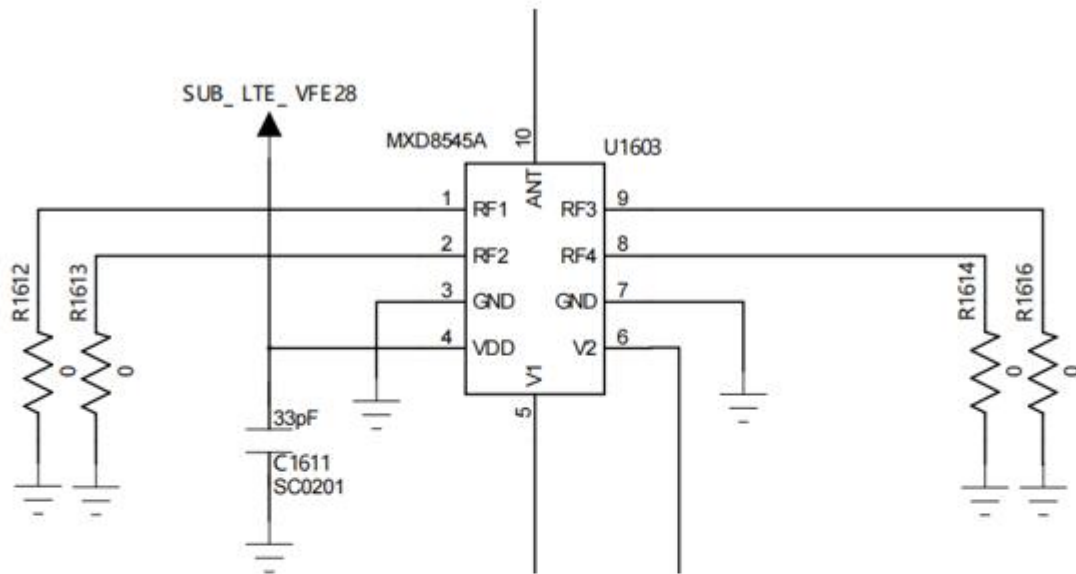 SUB_ LTE_ VFE28
MXD8545A
U1603
10
ANT
1
RF1
RF3
9
2
RF2
RF4
8
3
GND
GND
7
4
VDD
V2
6
V1
5
R1612
0
R1613
0
R1614
0
R1616
0
33pF
C1611
SC0201